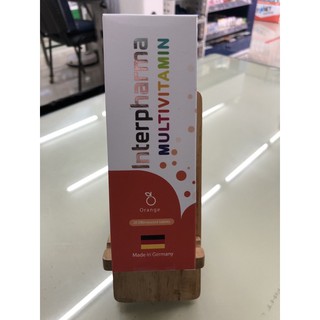 Interpharma
MULTIVITAMIN
Orange
Made in Germany